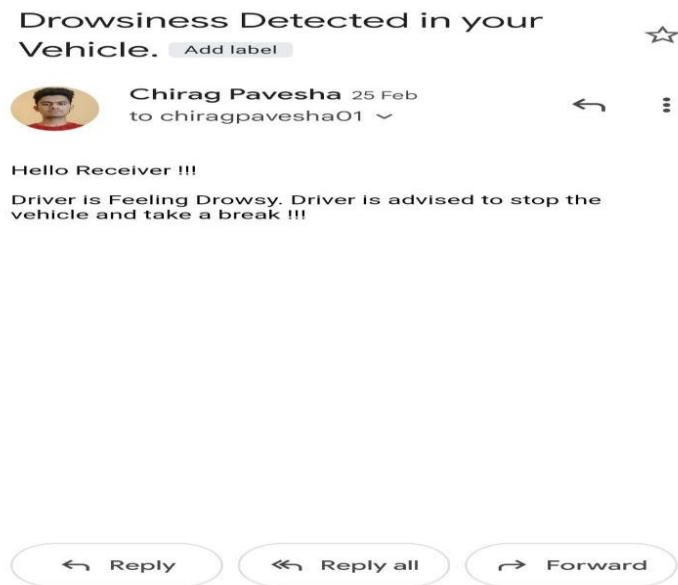 Drowsiness Detected in your
Vehicle. Add label
Chirag Pavesha 25 Feb
to chiragpavesha01
Hello Receiver !!!
Driver is Feeling Drowsy. Driver is advised to stop the
vehicle and take a break !!!
Reply Reply all Forward